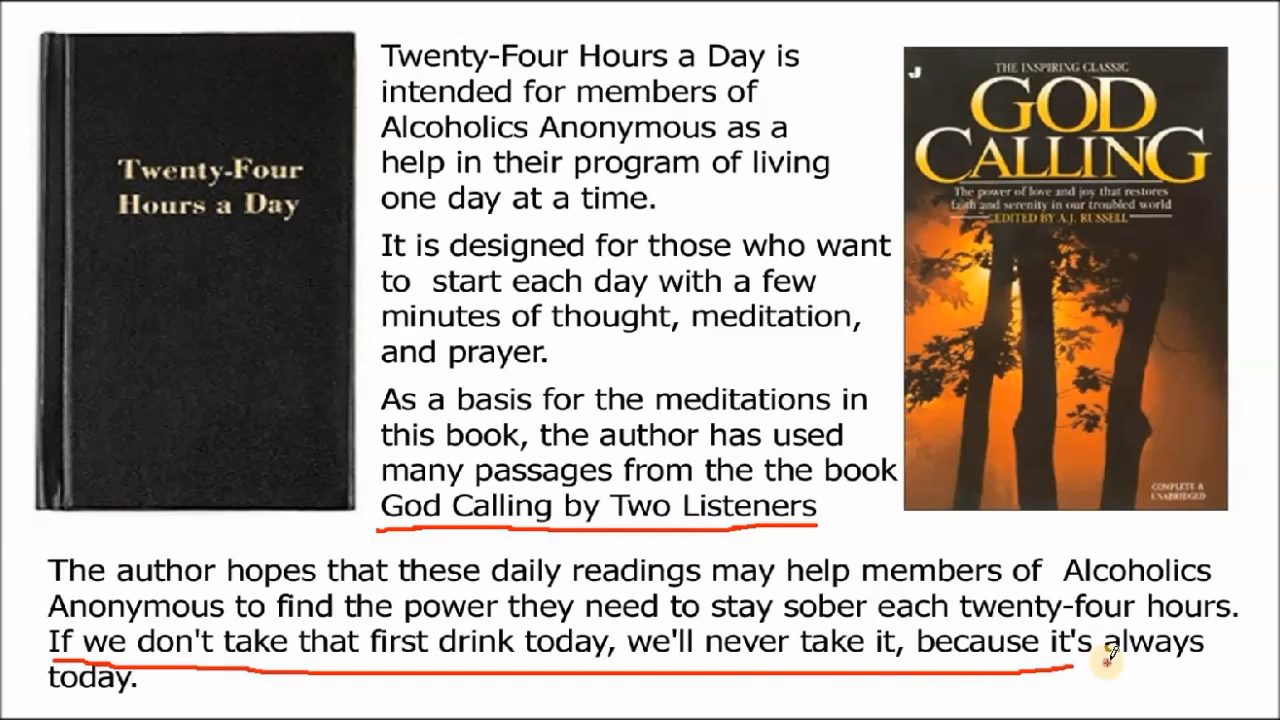 Twenty-Four
Hours a Day
Twenty-Four Hours a Day is
intended for members of
Alcoholics Anonymous as a
help in their program of living
one day at a time.
It is designed for those who want
to start each day with a few
minutes of thought, meditation,
and prayer.
As a basis for the meditations in
this book, the author has used
many passages from the the book
God Calling by Two Listeners
J
THE INSPIRING CLASSIC
GOD
CALLING
The power of love and joy that restores
faith and serenity in our troubled world
EDITED BY A.J. RUSSELL
COMPLETE &
UNABRIDGED
The author hopes that these daily readings may help members of Alcoholics
Anonymous to find the power they need to stay sober each twenty-four hours.
If we don't take that first drink today, we'll never take it, because it's always
today.